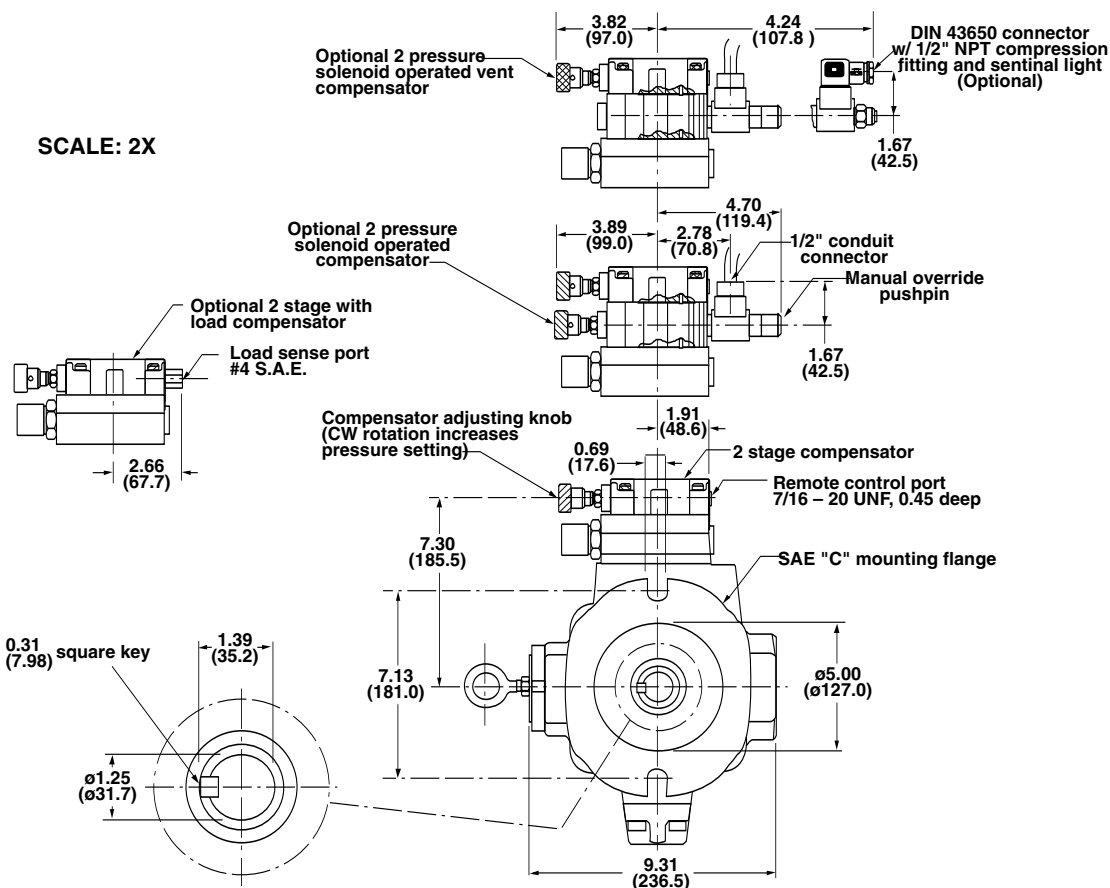 3.82
(97.0)
4.24
(107.8 )
DIN 43650 connector
w/ 1/2" NPT compression
fitting and sentinal light
(Optional)
Optional 2 pressure
solenoid operated vent
compensator
SCALE: 2X
1.67
(42.5)
4.70
(119.4)
3.89
(99.0)
2.78
(70.8)
Optional 2 pressure
solenoid operated
compensator
1/2" conduit
connector
Manual override
pushpin
1.67
(42.5)
Optional 2 stage with
load compensator
Load sense port
#4 S.A.E.
2.66
(67.7)
Compensator adjusting knob
(CW rotation increases
pressure setting)
1.91
(48.6)
0.69
(17.6)
2 stage compensator
Remote control port
7/16 – 20 UNF, 0.45 deep
7.30
(185.5)
SAE "C" mounting flange
0.31
(7.98)
square key
1.39
(35.2)
7.13
(181.0)
ø5.00
(ø127.0)
ø1.25
(ø31.7)
9.31
(236.5)